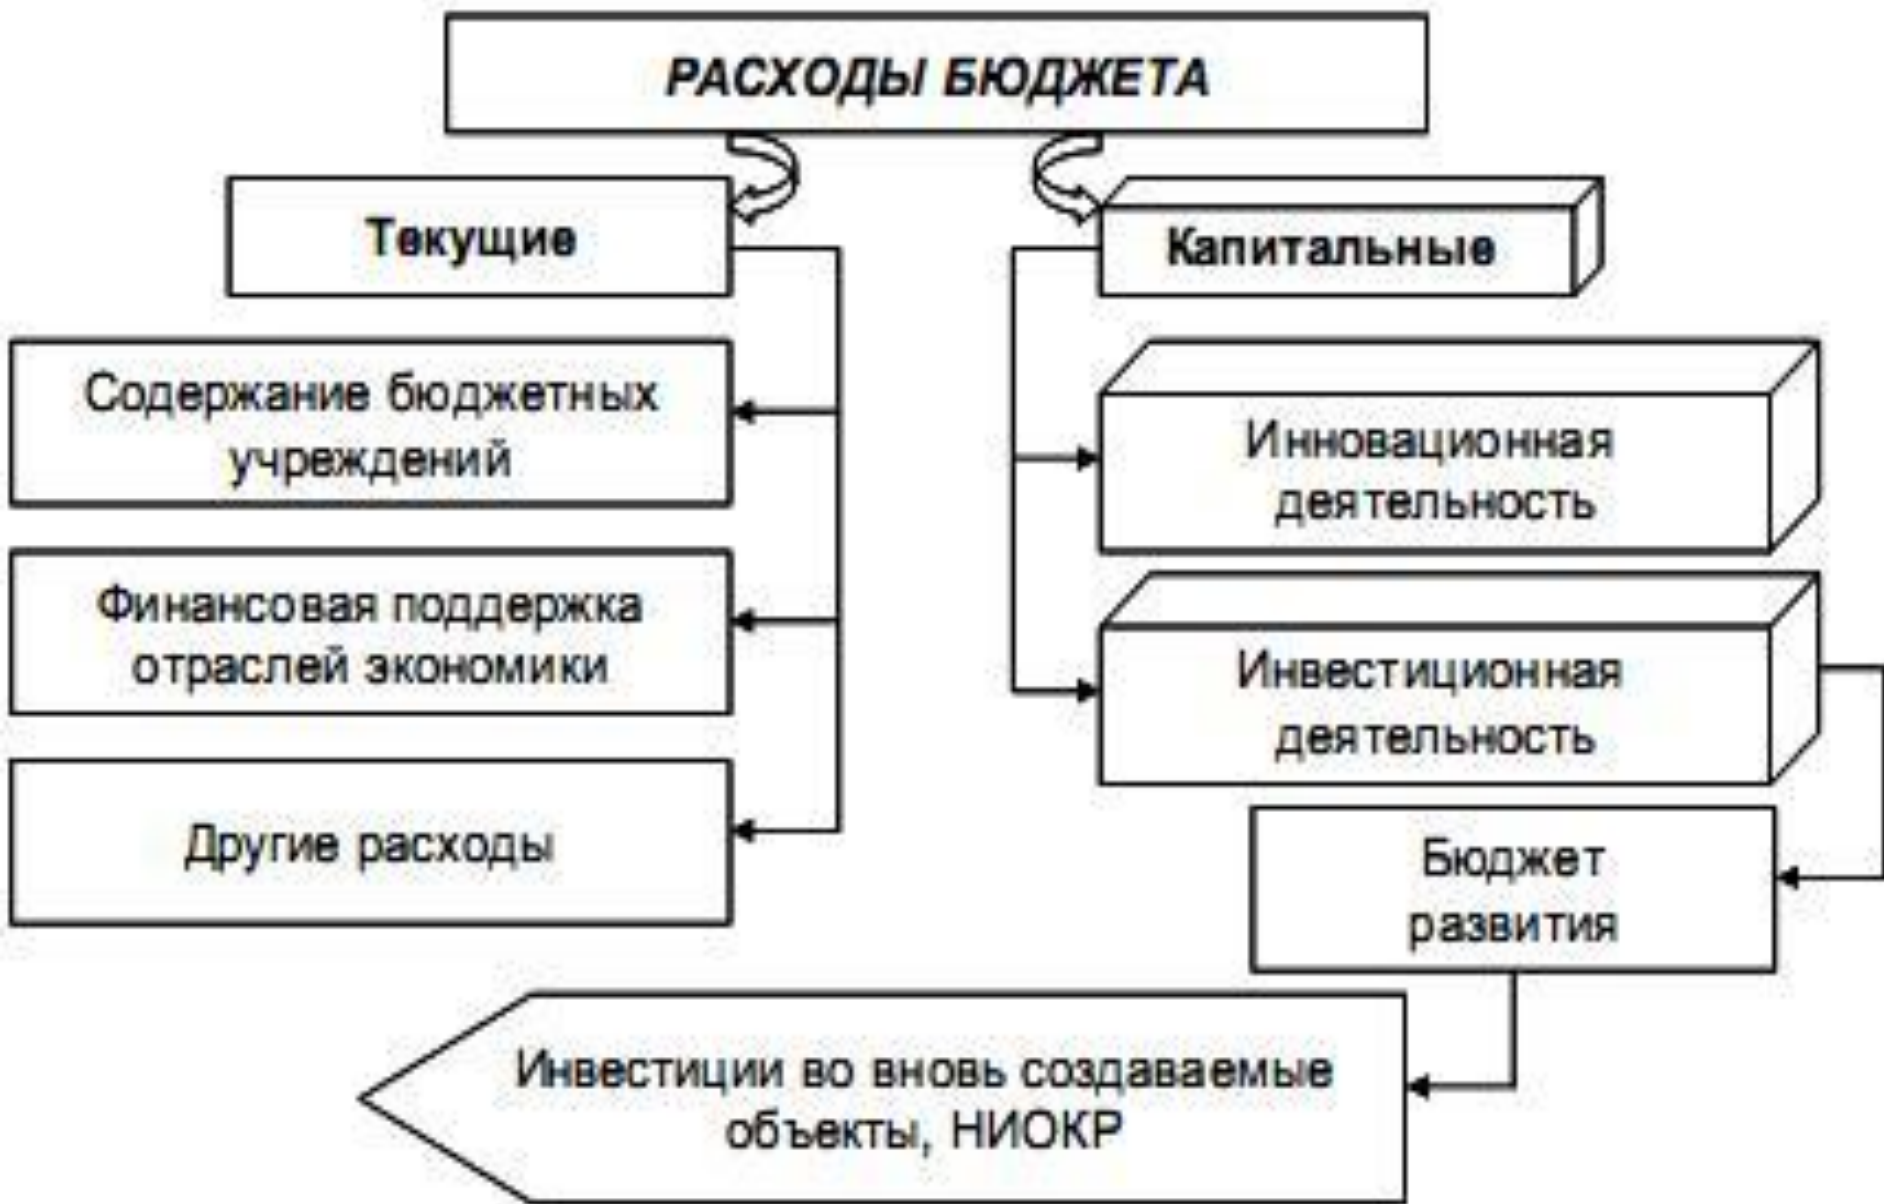 РАСХОДЫ БЮДЖЕТА
Текущие
Капитальные
Содержание бюджетных
учреждений
Финансовая поддержка
отраслей экономики
Другие расходы
Инновационная
деятельность
Инвестиционная
деятельность
Бюджет
развития
Инвестиции во вновь создаваемые
объекты, НИОКР